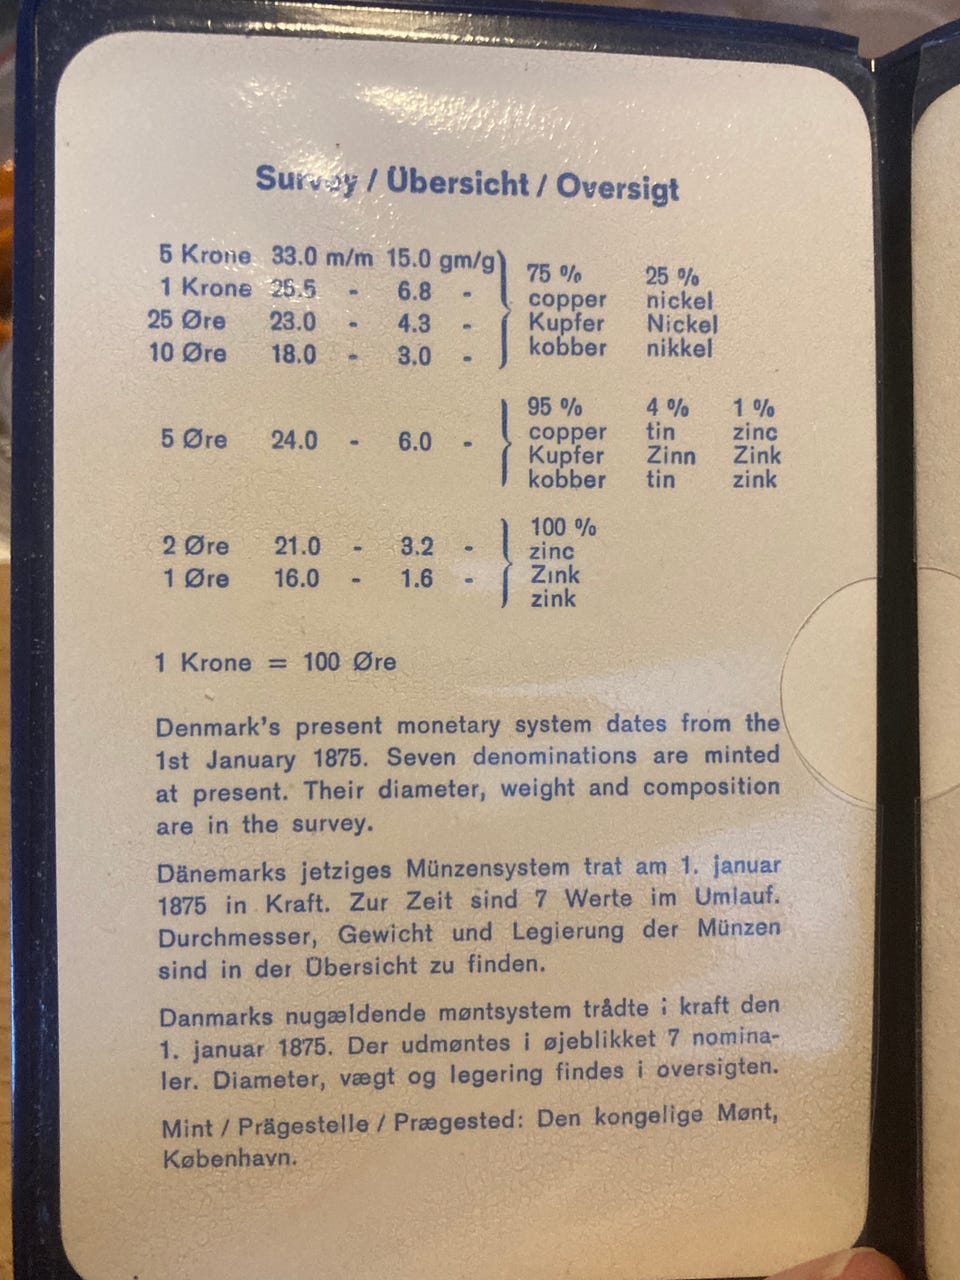 Survey / Übersicht / Oversigt
5 Krone 33.0 m/m 15.0 gm/g
1 Krone 25.5 - 6.8 -
25 Øre 23.0 - 4.3 -
10 Øre 18.0 - 3.0 -
75 % 25 %
copper nickel
Kupfer Nickel
kobber nikkel
5 Øre 24.0 - 6.0 -
95 % 4 % 1 %
copper tin zinc
Kupfer Zinn Zink
kobber tin zink
2 Øre 21.0 - 3.2 -
1 Øre 16.0 - 1.6 -
100 %
zinc
Zink
zink
1 Krone = 100 Øre
Denmark's present monetary system dates from the
1st January 1875. Seven denominations are minted
at present. Their diameter, weight and composition
are in the survey.
Dänemarks jetziges Münzensystem trat am 1. januar
1875 in Kraft. Zur Zeit sind 7 Werte im Umlauf.
Durchmesser, Gewicht und Legierung der Münzen
sind in der Übersicht zu finden.
Danmarks nugældende møntsystem trådte i kraft den
1. januar 1875. Der udmøntes i øjeblikket 7 nomina-
ler. Diameter, vægt og legering findes i oversigten.
Mint / Prägestelle / Prægested: Den kongelige Mønt,
København.